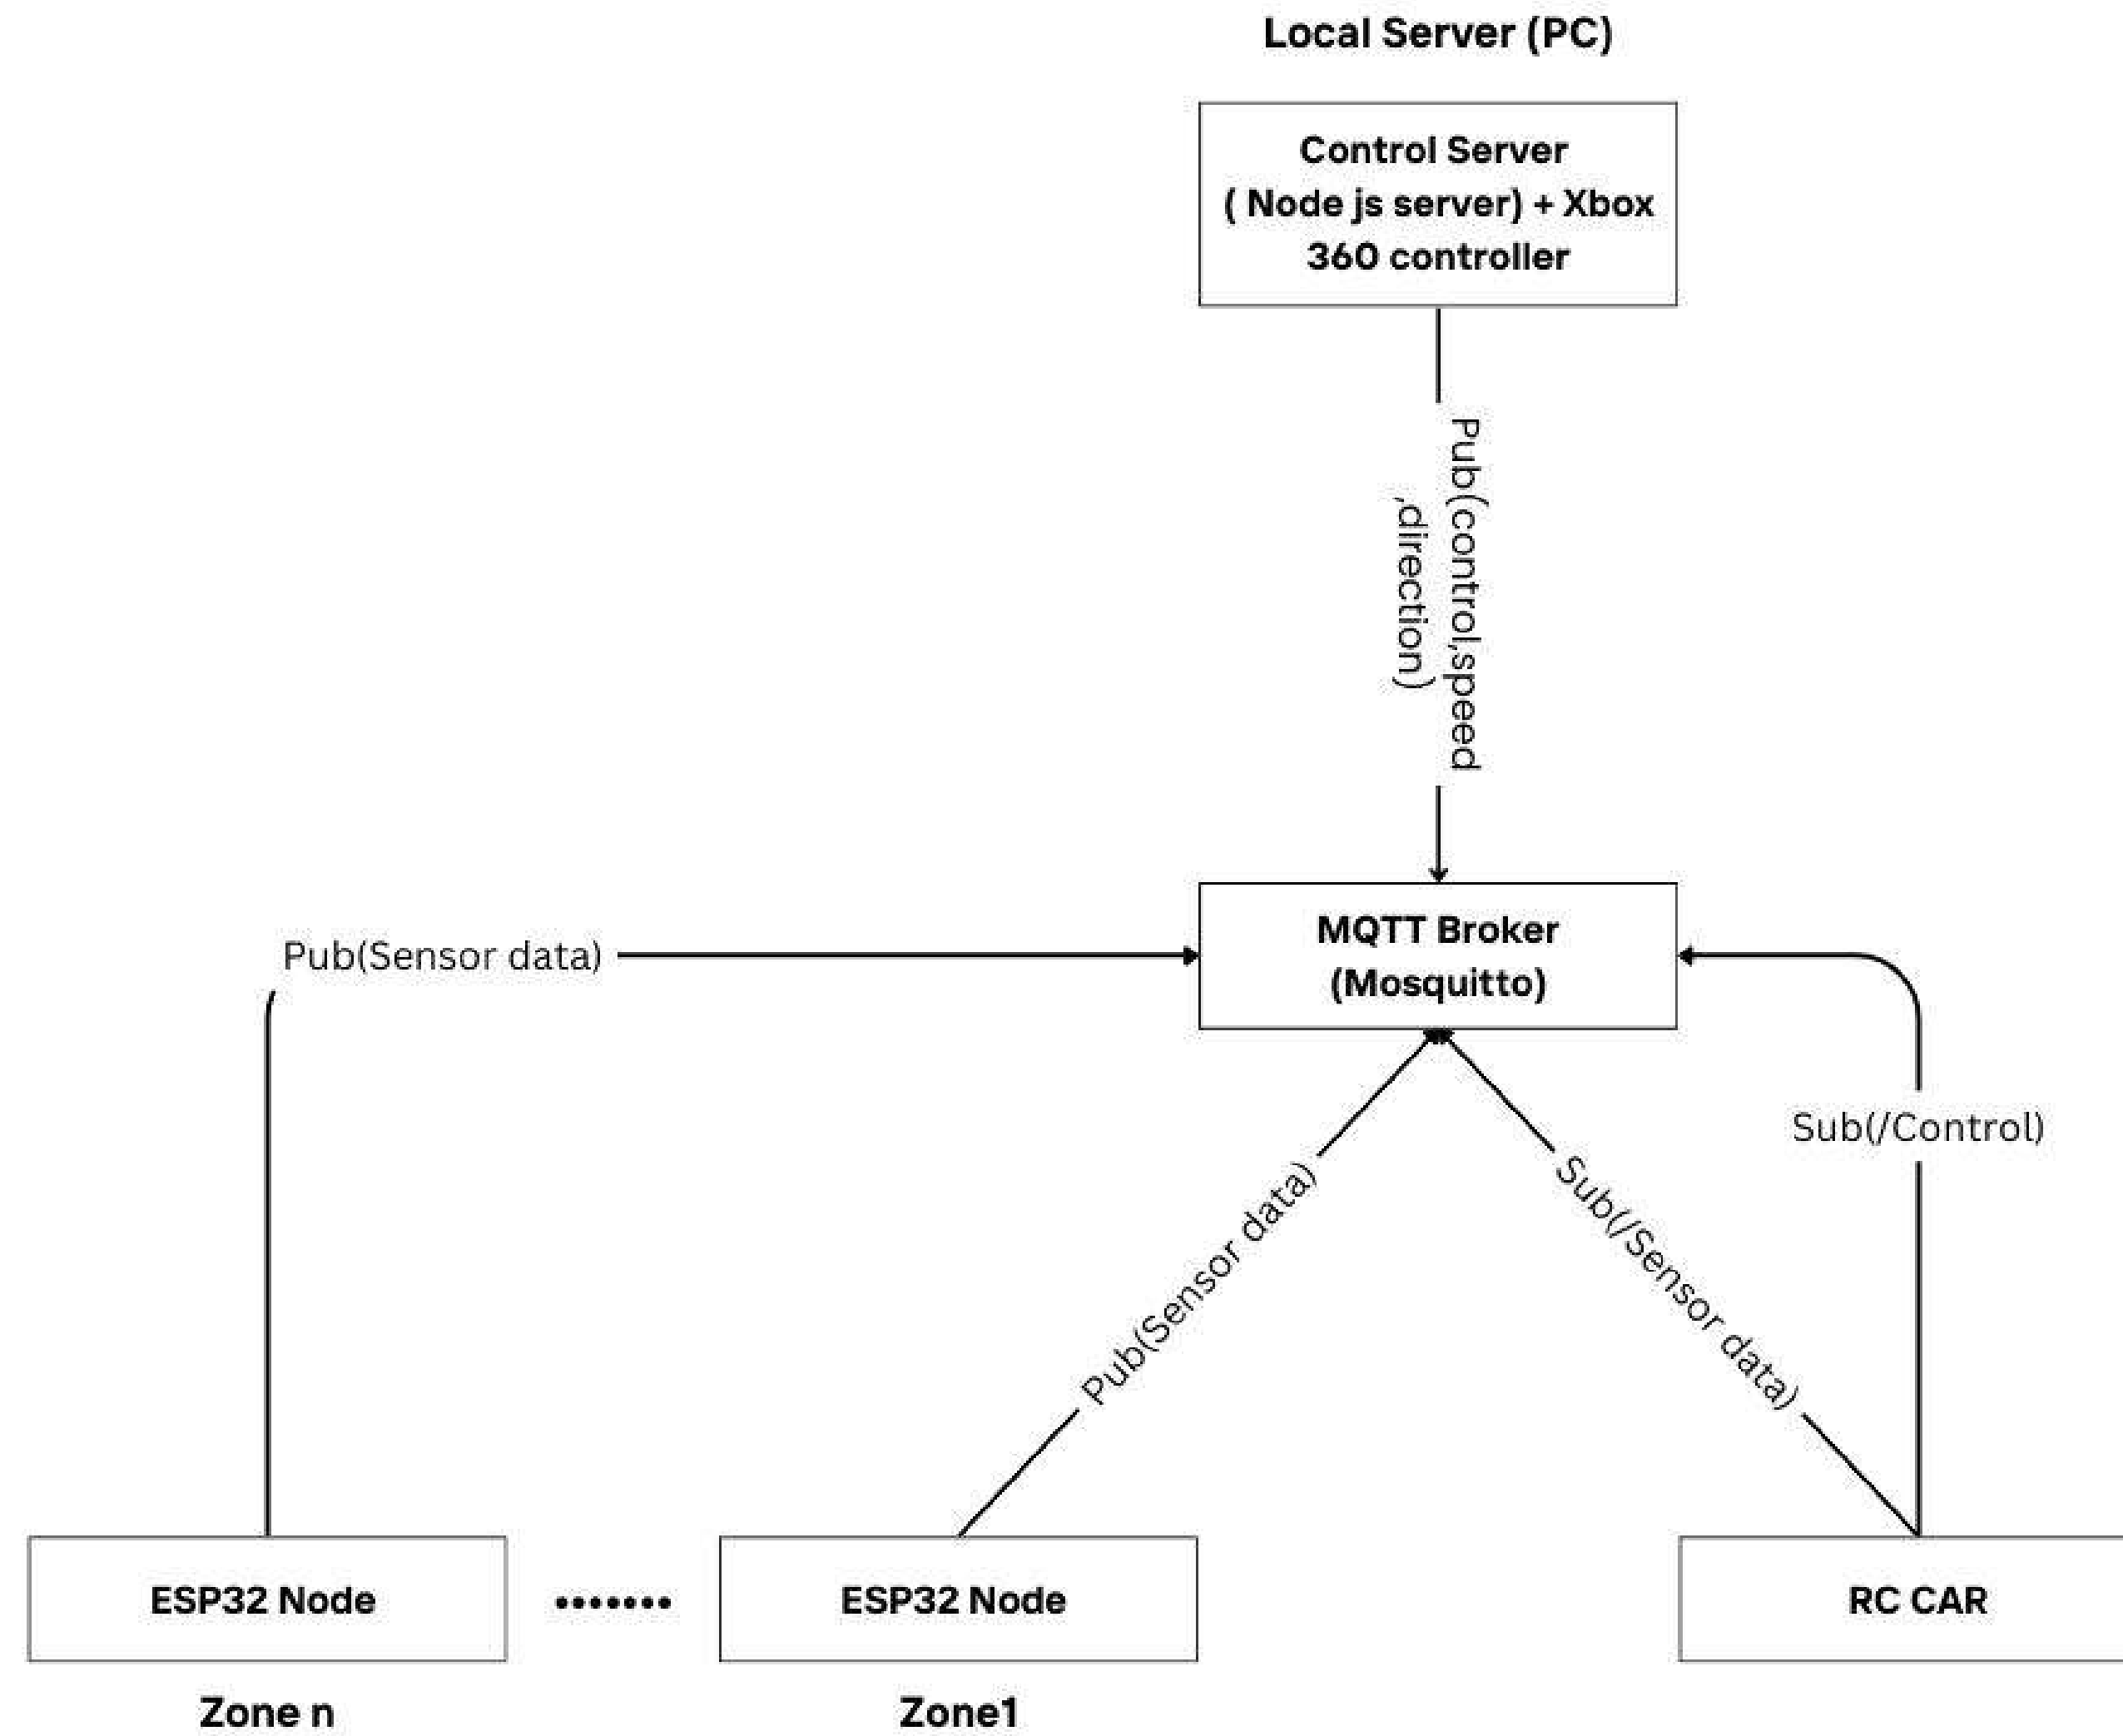 Local Server (PC)
Control Server
( Node js server) + Xbox
360 controller
Pub(control,speed
,direction)
MQTT Broker
(Mosquitto)
Pub(Sensor data)
Sub(/Control)
Pub(Sensor data)
Sub(/Sensor data)
ESP32 Node
.......
ESP32 Node
RC CAR
Zone n
Zone1